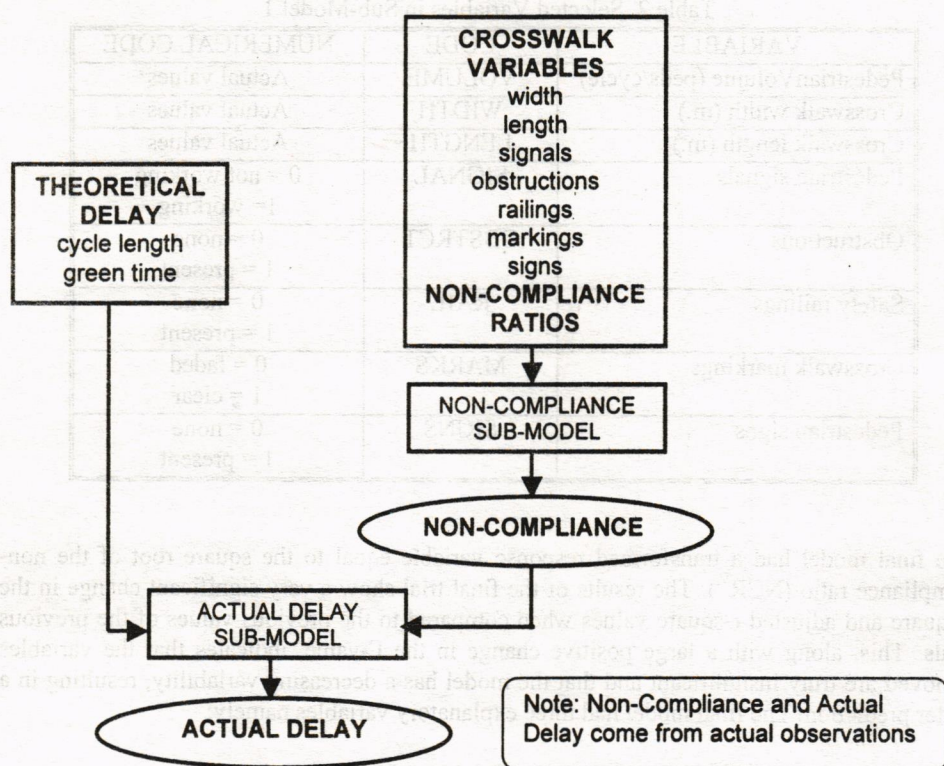 CROSSWALK
VARIABLES
width
length
signals
obstructions
railings
markings
signs
NON-COMPLIANCE
RATIOS
THEORETICAL
DELAY
cycle length
green time
NON-COMPLIANCE
SUB-MODEL
NON-COMPLIANCE
ACTUAL DELAY
SUB-MODEL
ACTUAL DELAY
Note: Non-Compliance and Actual
Delay come from actual observations